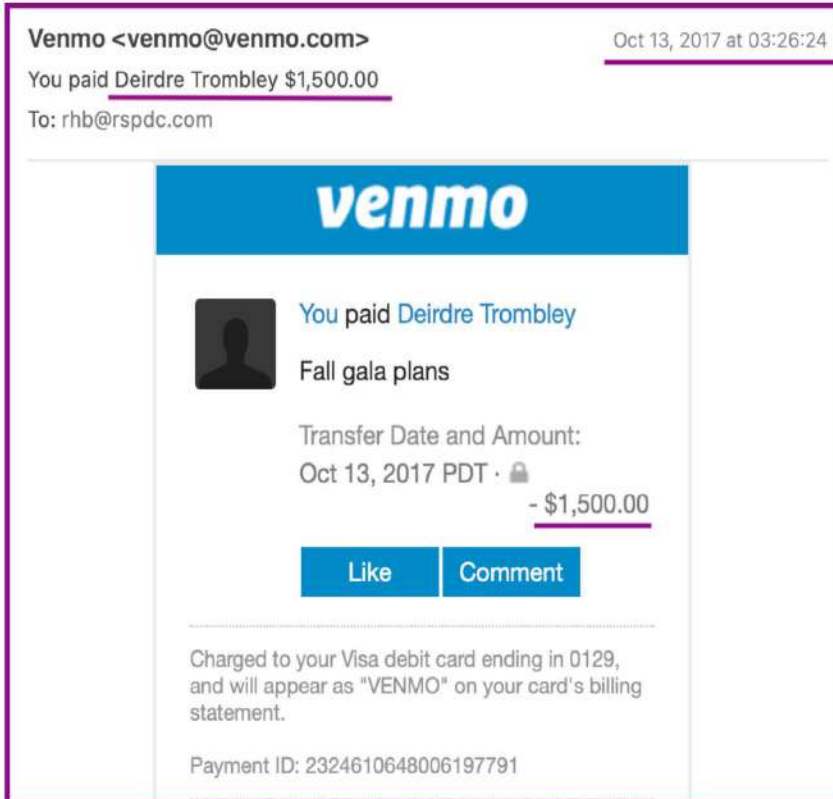 Venmo <venmo@venmo.com>
Oct 13, 2017 at 03:26:24
You paid Deirdre Trombley $1,500.00
To: rhb@rspdc.com
venmo
You paid Deirdre Trombley
Fall gala plans
Transfer Date and Amount:
Oct 13, 2017 PDT ·
- $1,500.00
Like
Comment
Charged to your Visa debit card ending in 0129,
and will appear as "VENMO" on your card's billing
statement.
Payment ID: 2324610648006197791